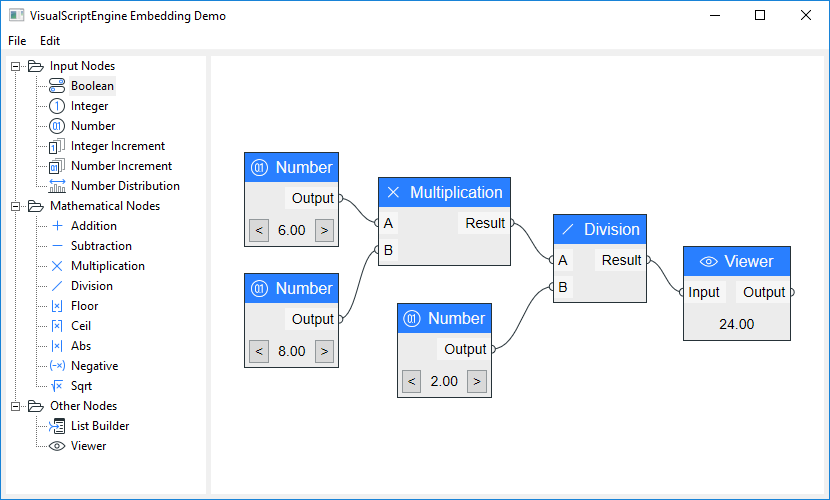 VisualScriptEngine Embedding Demo
File Edit
Input Nodes
Boolean
Integer
Number
Integer Increment
Number Increment
Number Distribution
Mathematical Nodes
Addition
Subtraction
Multiplication
Division
Floor
Ceil
Abs
Negative
Sqrt
Other Nodes
List Builder
Viewer
Number
Output
< 6.00 >
Number
Output
< 8.00 >
Multiplication
A Result
B
Number
Output
< 2.00 >
Division
A Result
B
Viewer
Input Output
24.00